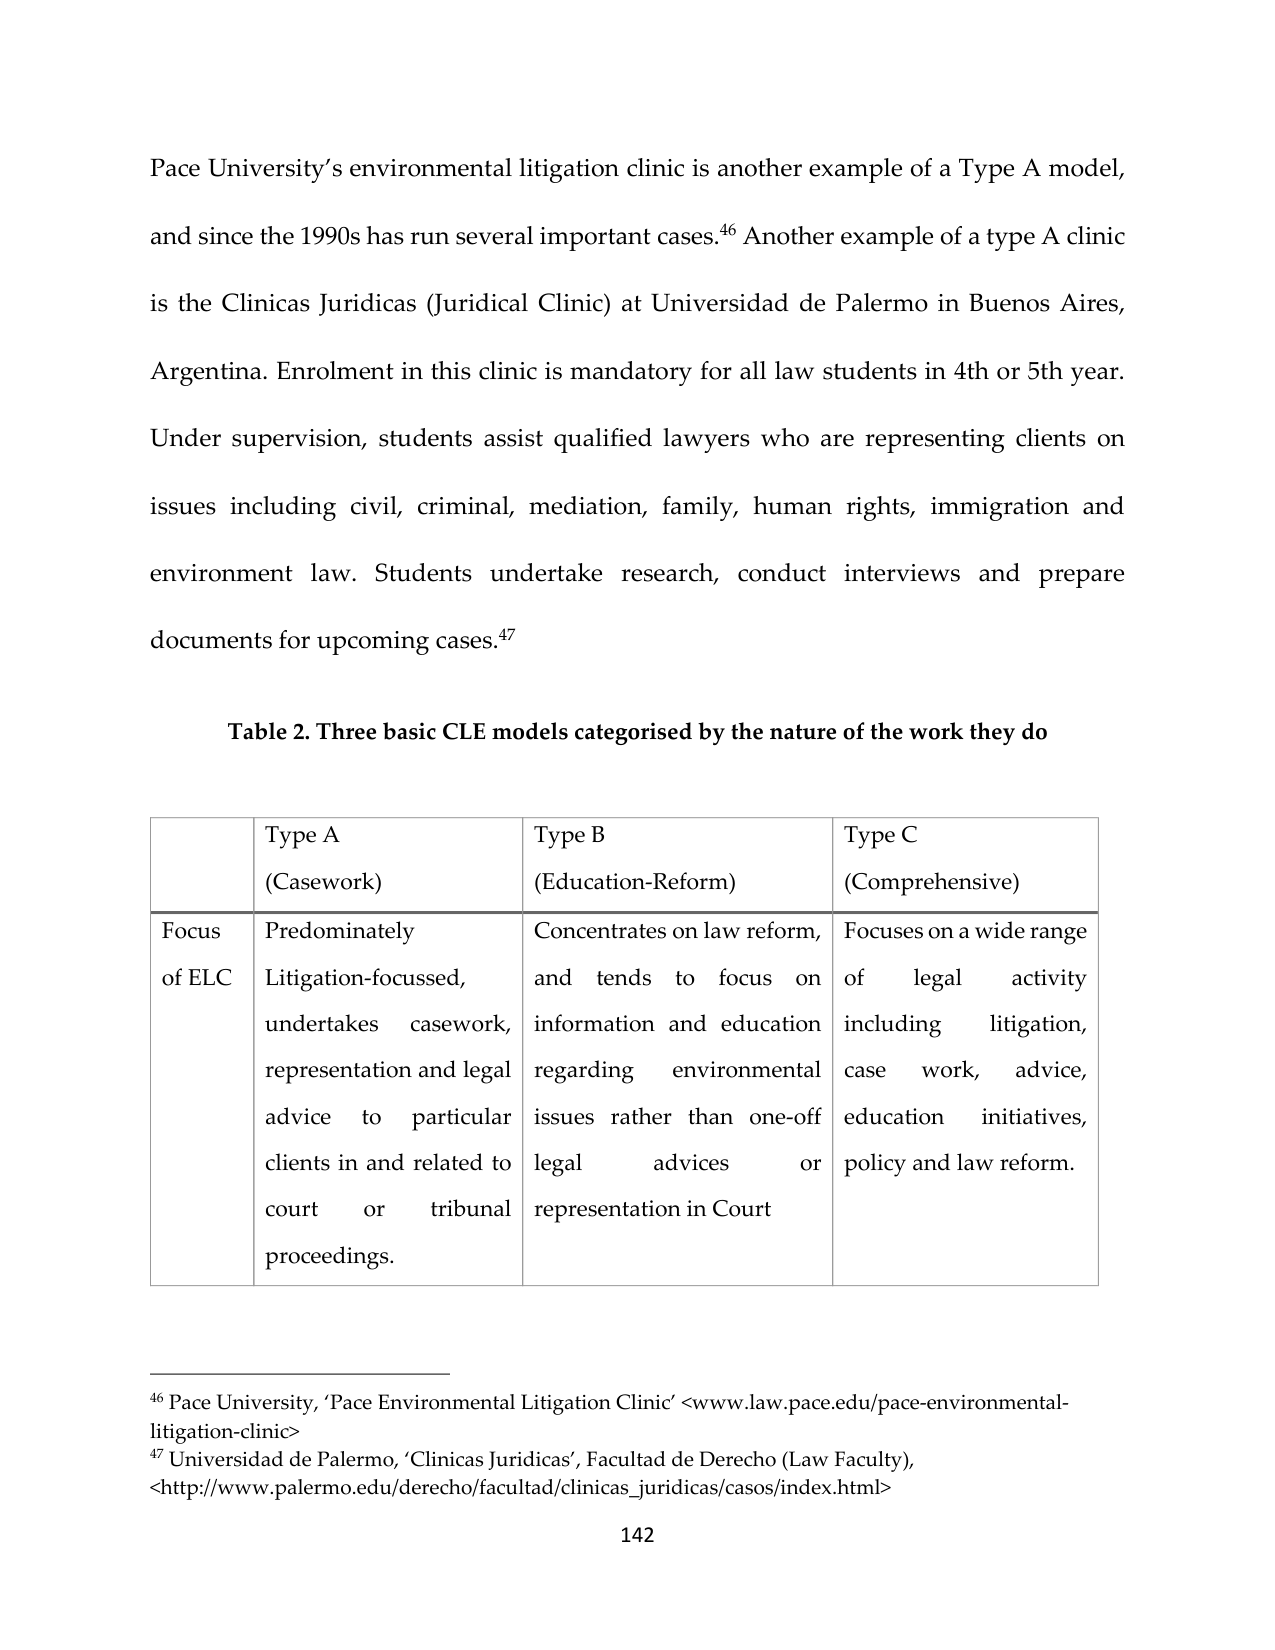 Pace University’s environmental litigation clinic is another example of a Type A model,
and since the 1990s has run several important cases.46 Another example of a type A clinic
is the Clinicas Juridicas (Juridical Clinic) at Universidad de Palermo in Buenos Aires,
Argentina. Enrolment in this clinic is mandatory for all law students in 4th or 5th year.
Under supervision, students assist qualified lawyers who are representing clients on
issues including civil, criminal, mediation, family, human rights, immigration and
environment law. Students undertake research, conduct interviews and prepare
documents for upcoming cases.47
Table 2. Three basic CLE models categorised by the nature of the work they do
Type A
(Casework)
Type B
(Education-Reform)
Type C
(Comprehensive)
Focus
of ELC
Predominately
Litigation-focussed,
undertakes casework,
representation and legal
advice to particular
clients in and related to
court or tribunal
proceedings.
Concentrates on law reform,
and tends to focus on
information and education
regarding environmental
issues rather than one-off
legal advices or
representation in Court
Focuses on a wide range
of legal activity
including litigation,
case work, advice,
education initiatives,
policy and law reform.
46 Pace University, ‘Pace Environmental Litigation Clinic’ <www.law.pace.edu/pace-environmental-
litigation-clinic>
47 Universidad de Palermo, ‘Clinicas Juridicas’, Facultad de Derecho (Law Faculty),
<http://www.palermo.edu/derecho/facultad/clinicas_juridicas/casos/index.html>
142